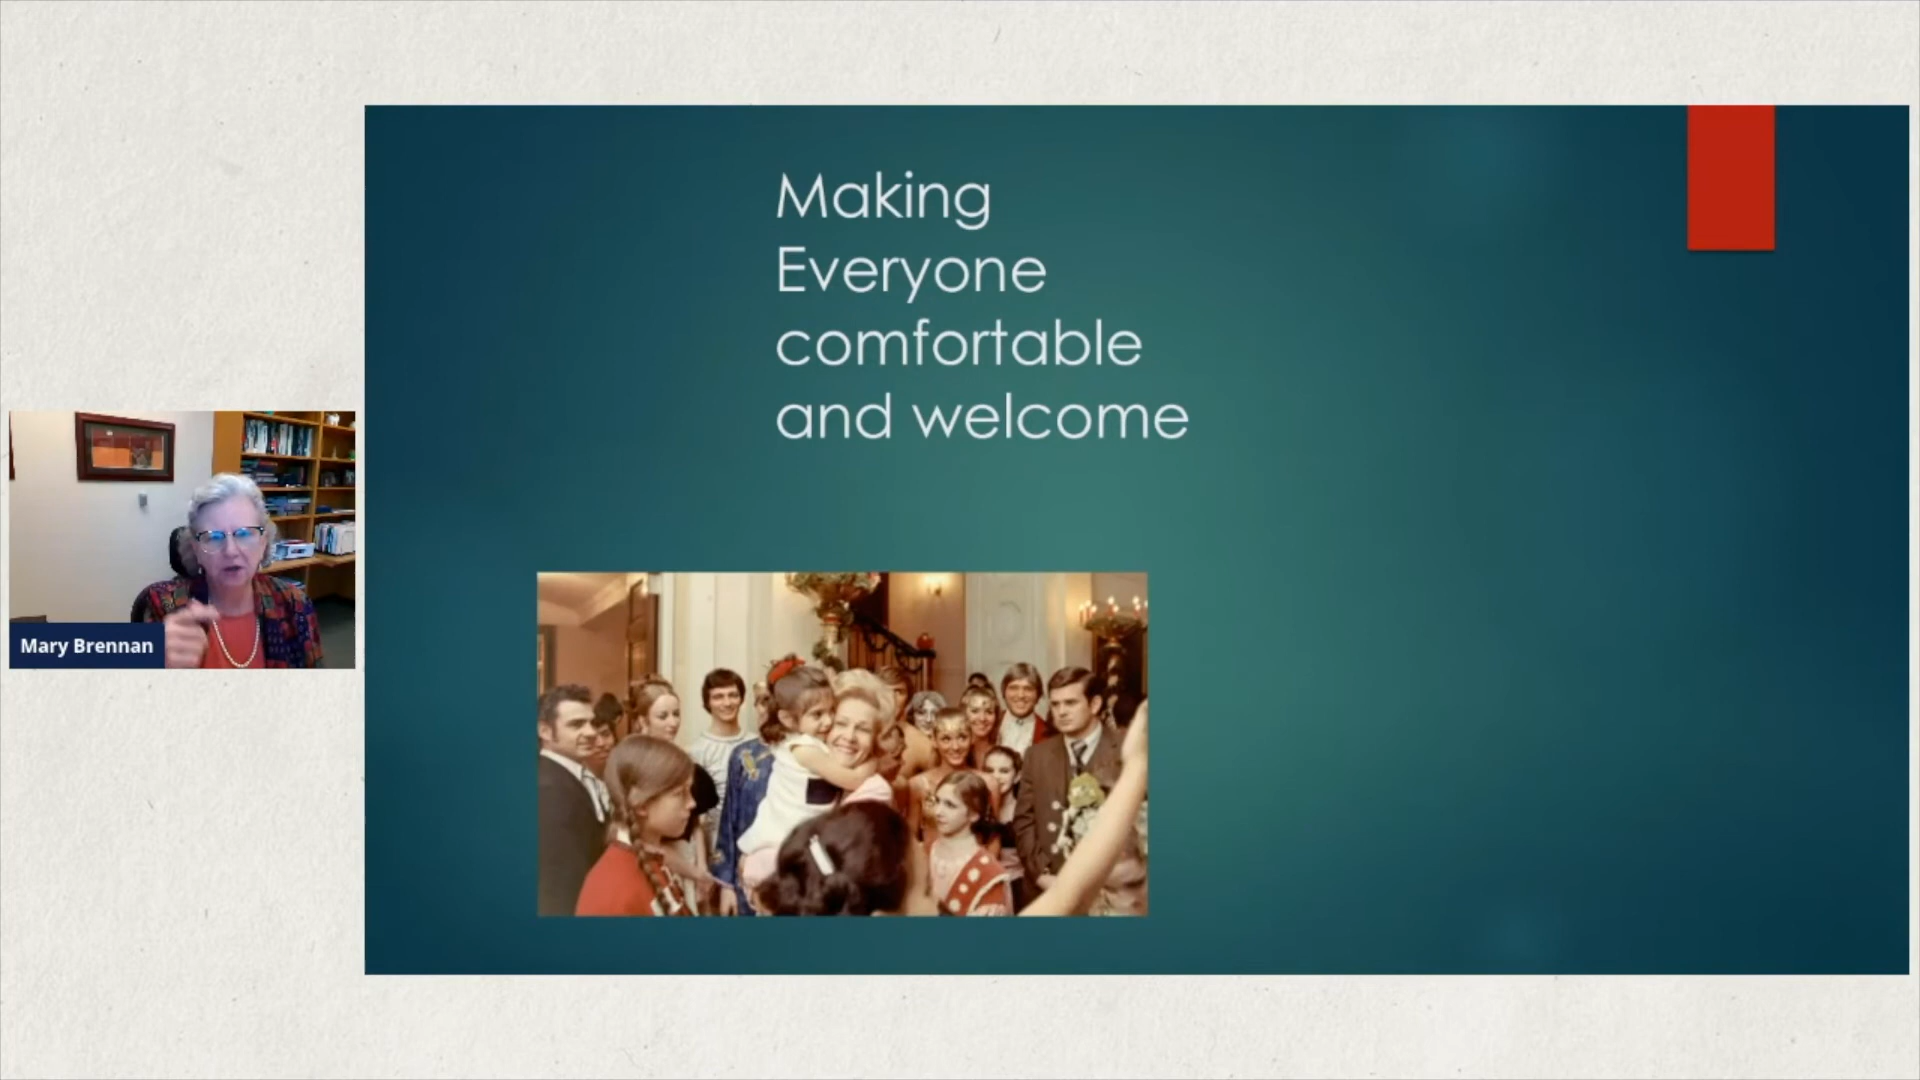 Making
Everyone
comfortable
and welcome
Mary Brennan